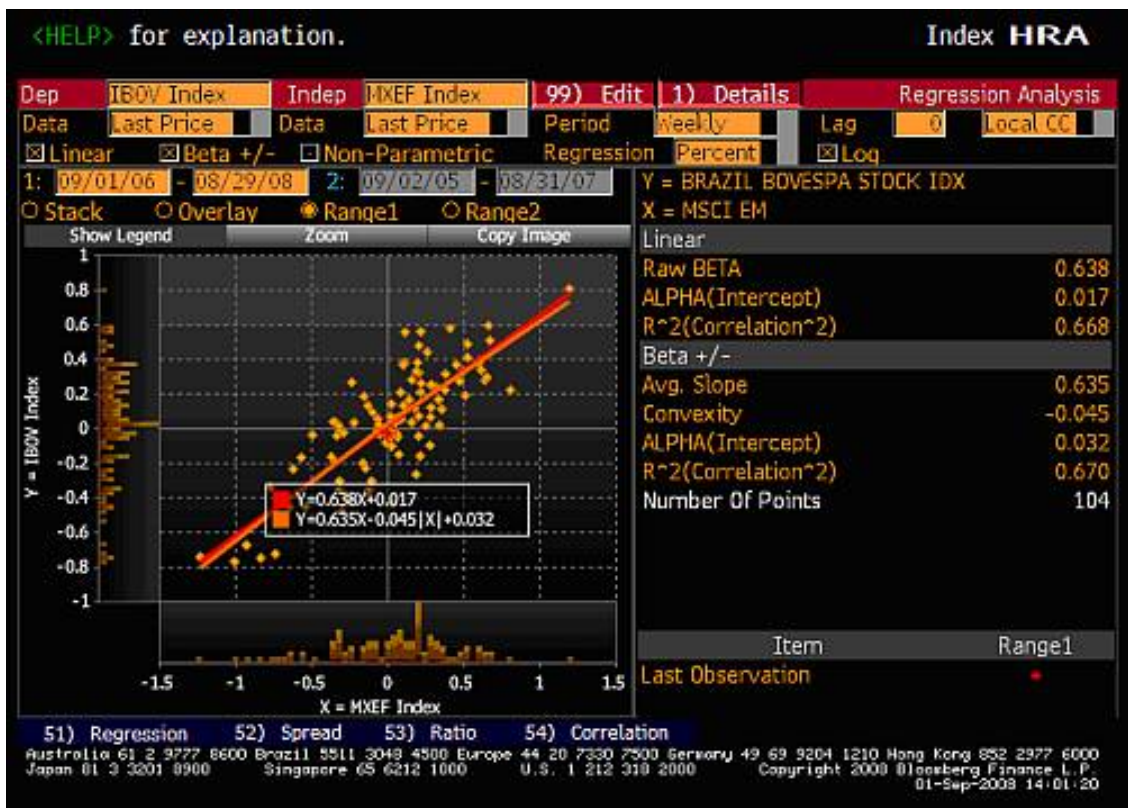 <HELP> for explanation. Index HRA
Dep IBOV Index Indep MXEF Index 99) Edit 1) Details Regression Analysis
Data Last Price Data Last Price Period Weekly Lag 0 Local CC
Linear Beta +/- Non-Parametric Regression Percent Log
1: 09/01/06 - 08/29/08 2: 09/02/05 - 08/31/07 Y = BRAZIL BOVESPA STOCK IDX
Stack Overlay Range1 Range2 X = MSCI EM
Show Legend Zoom Copy Image Linear
Raw BETA 0.638
ALPHA(Intercept) 0.017
R^2(Correlation^2) 0.668
Beta +/-
Avg. Slope 0.635
Convexity -0.045
ALPHA(Intercept) 0.032
R^2(Correlation^2) 0.670
Number Of Points 104
1
0.8
0.6
0.4
0.2
0
-0.2
-0.4
-0.6
-0.8
-1
Y = IBOV Index
Y=0.638X+0.017
Y=0.635X-0.045|X|+0.032
Item Range1
Last Observation
-1.5 -1 -0.5 0 0.5 1 1.5
X = MXEF Index
51) Regression 52) Spread 53) Ratio 54) Correlation
Australia 61 2 9777 8600 Brazil 5511 3048 4500 Europe 44 20 7330 7500 Germany 49 69 9204 1210 Hong Kong 852 2977 6000
Japan 81 3 3201 8900 Singapore 65 6212 1000 U.S. 1 212 318 2000 Copyright 2008 Bloomberg Finance L.P.
01-Sep-2008 14:01:20